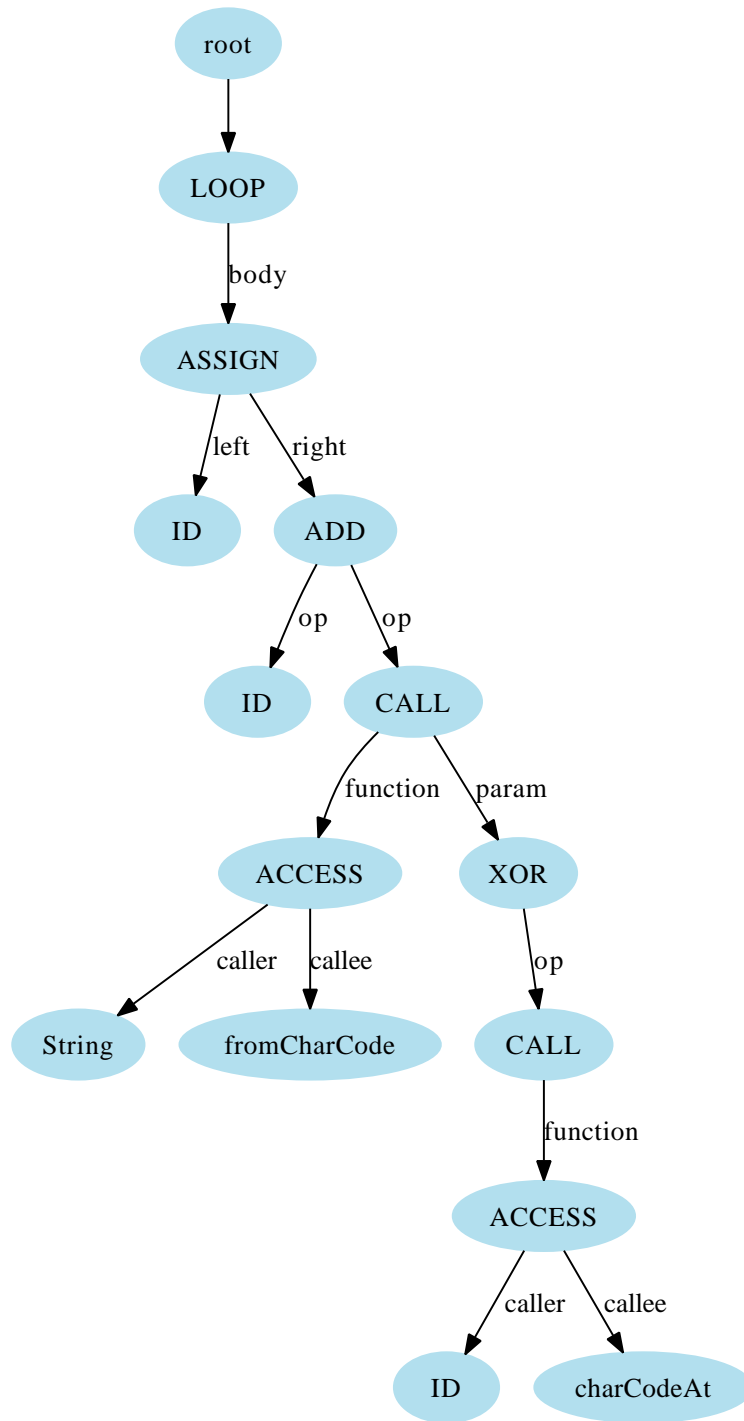 root
LOOP
body
ASSIGN
left
right
ID
ADD
op
op
ID
CALL
function
param
ACCESS
XOR
caller
callee
op
String
fromCharCode
CALL
function
ACCESS
caller
callee
ID
charCodeAt